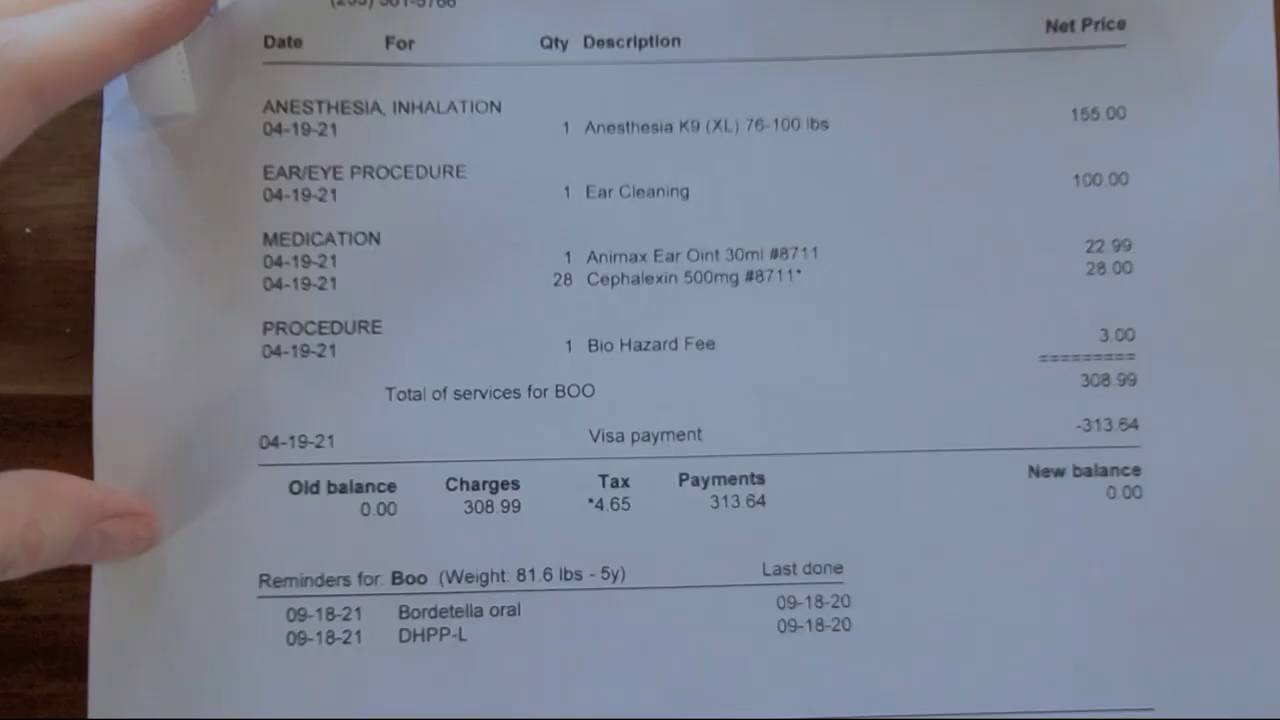 Date For Qty Description Net Price
ANESTHESIA, INHALATION
04-19-21 1 Anesthesia K9 (XL) 76-100 lbs 155.00
EAR/EYE PROCEDURE
04-19-21 1 Ear Cleaning 100.00
MEDICATION
04-19-21 1 Animax Ear Oint 30ml #8711 22.99
04-19-21 28 Cephalexin 500mg #8711* 28.00
PROCEDURE
04-19-21 1 Bio Hazard Fee 3.00
=========
Total of services for BOO 308.99
04-19-21 Visa payment -313.64
Old balance Charges Tax Payments New balance
0.00 308.99 *4.65 313.64 0.00
Reminders for: Boo (Weight: 81.6 lbs - 5y) Last done
09-18-21 Bordetella oral 09-18-20
09-18-21 DHPP-L 09-18-20